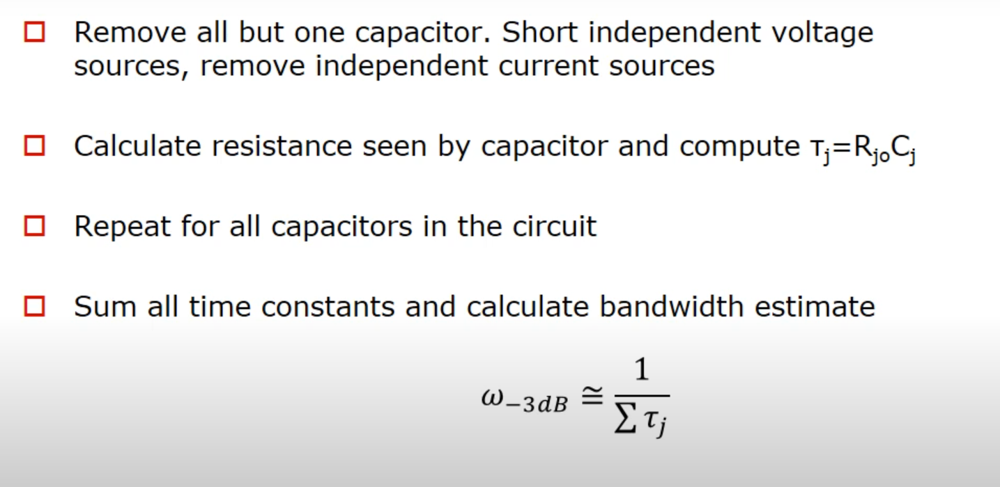 Remove all but one capacitor. Short independent voltage
sources, remove independent current sources
Calculate resistance seen by capacitor and compute τⱼ=RⱼₒCⱼ
Repeat for all capacitors in the circuit
Sum all time constants and calculate bandwidth estimate
ω₋₃dB ≅ 1 / ∑ τⱼ